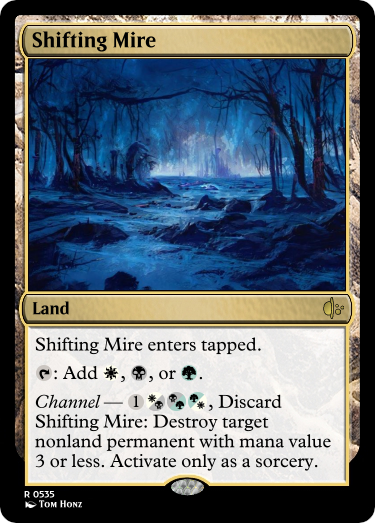 Shifting Mire
Land
Shifting Mire enters tapped.
: Add , , or .
Channel — 1 , Discard
Shifting Mire: Destroy target
nonland permanent with mana value
3 or less. Activate only as a sorcery.
R 0535
Tom Honz